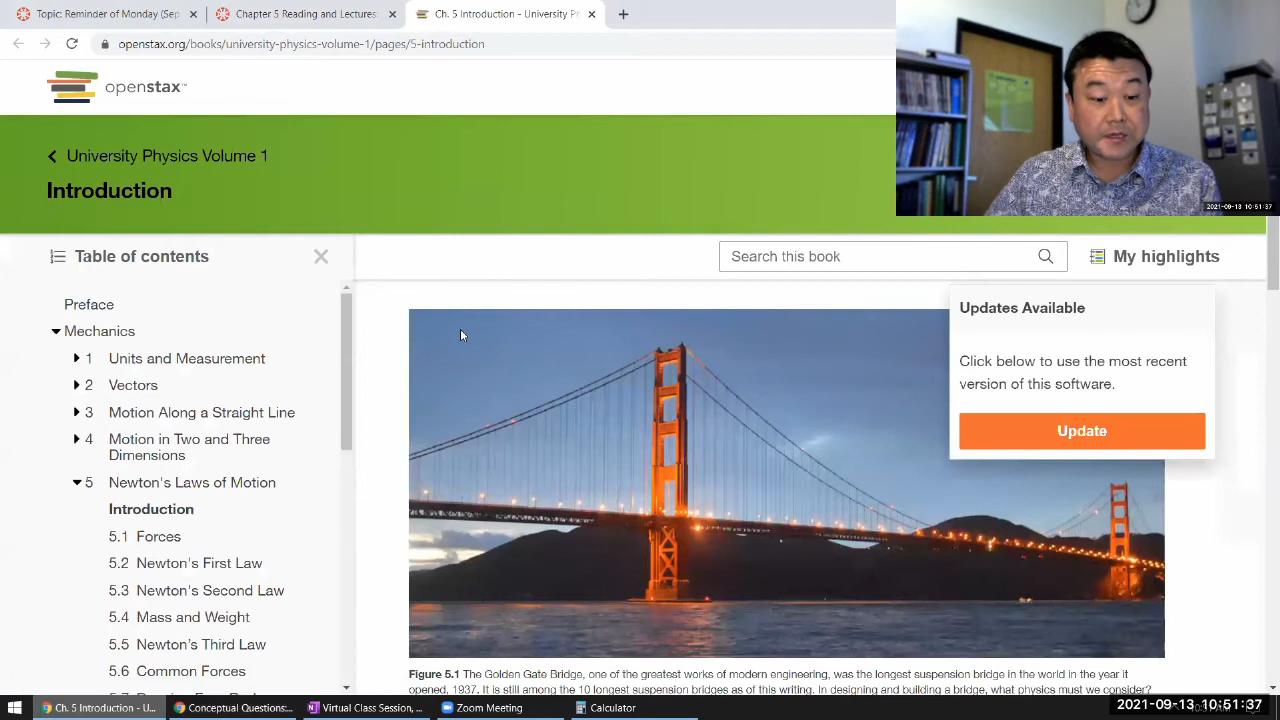 Topic: Reminder of Monday (Sep
Chapter 5 Reading and Lectures
Ch. 5 Introduction - University P
openstax.org/books/university-physics-volume-1/pages/5-introduction
openstax™
University Physics Volume 1
Introduction
2021-09-13 10:51:37
Table of contents
Search this book
My highlights
Preface
Mechanics
1 Units and Measurement
2 Vectors
3 Motion Along a Straight Line
4 Motion in Two and Three
Dimensions
5 Newton's Laws of Motion
Introduction
5.1 Forces
5.2 Newton's First Law
5.3 Newton's Second Law
5.4 Mass and Weight
5.5 Newton's Third Law
5.6 Common Forces
Updates Available
Click below to use the most recent
version of this software.
Update
Figure 5.1 The Golden Gate Bridge, one of the greatest works of modern engineering, was the longest suspension bridge in the world in the year it
opened, 1937. It is still among the 10 longest suspension bridges as of this writing. In designing and building a bridge, what physics must we consider?
Ch. 5 Introduction - U...
Conceptual Questions...
Virtual Class Session, ...
Zoom Meeting
Calculator
2021-09-13 10:51:37